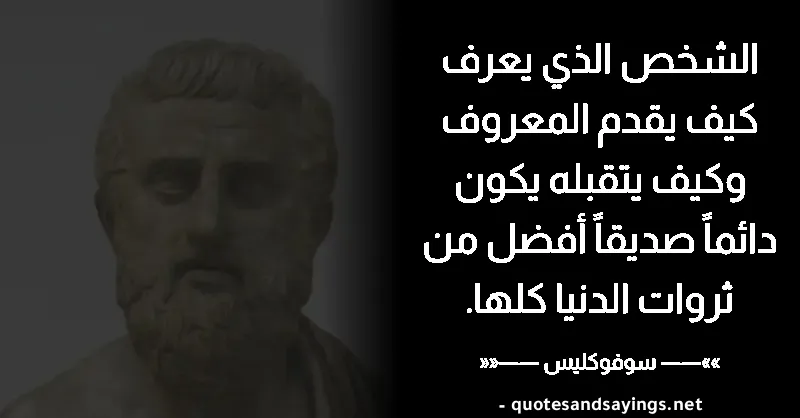 الشخص الذي يعرف
كيف يقدم المعروف
وكيف يتقبله يكون
دائماً صديقاً أفضل من
ثروات الدنيا كلها.
»»—— سوفوكليس ——««
- quotesandsayings.net